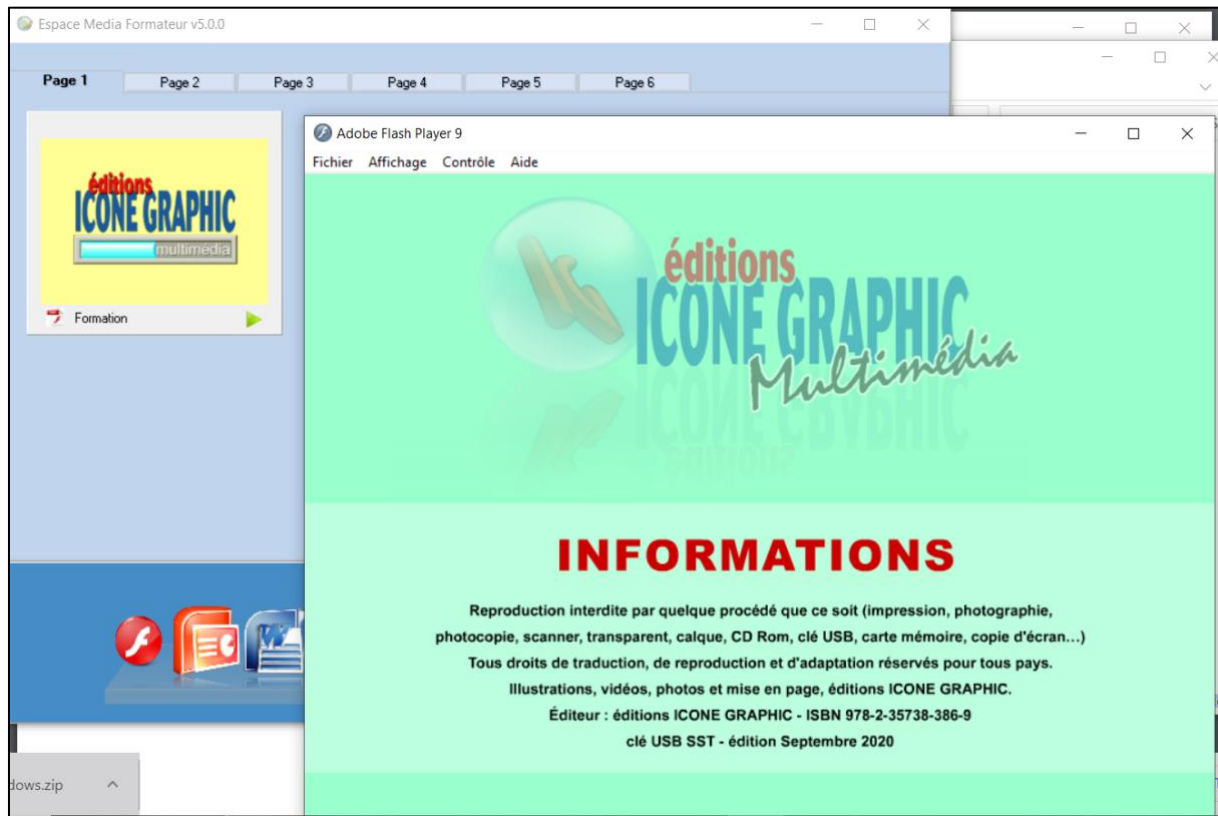 Espace Media Formateur v5.0.0
Page 1 Page 2 Page 3 Page 4 Page 5 Page 6
éditions
ICONE GRAPHIC
multimédia
Formation
Adobe Flash Player 9
Fichier Affichage Contrôle Aide
éditions
ICONE GRAPHIC
Multimédia
INFORMATIONS
Reproduction interdite par quelque procédé que ce soit (impression, photographie,
photocopie, scanner, transparent, calque, CD Rom, clé USB, carte mémoire, copie d'écran...)
Tous droits de traduction, de reproduction et d'adaptation réservés pour tous pays.
Illustrations, vidéos, photos et mise en page, éditions ICONE GRAPHIC.
Éditeur : éditions ICONE GRAPHIC - ISBN 978-2-35738-386-9
clé USB SST - édition Septembre 2020
dows.zip